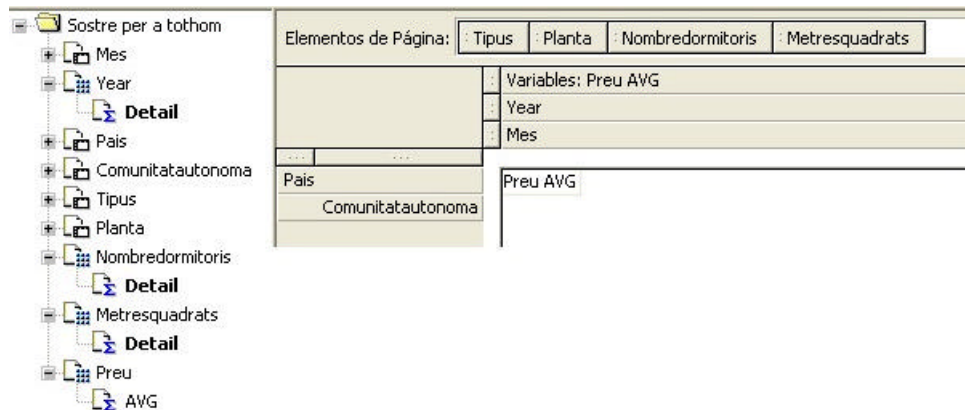 Sostre per a tothom
Mes
Year
Detail
Pais
Comunitatautonoma
Tipus
Planta
Nombredormitoris
Detail
Metresquadrats
Detail
Preu
AVG
Elementos de Página: Tipus Planta Nombredormitoris Metresquadrats
Variables: Preu AVG
Year
Mes
Pais
Comunitatautonoma
Preu AVG